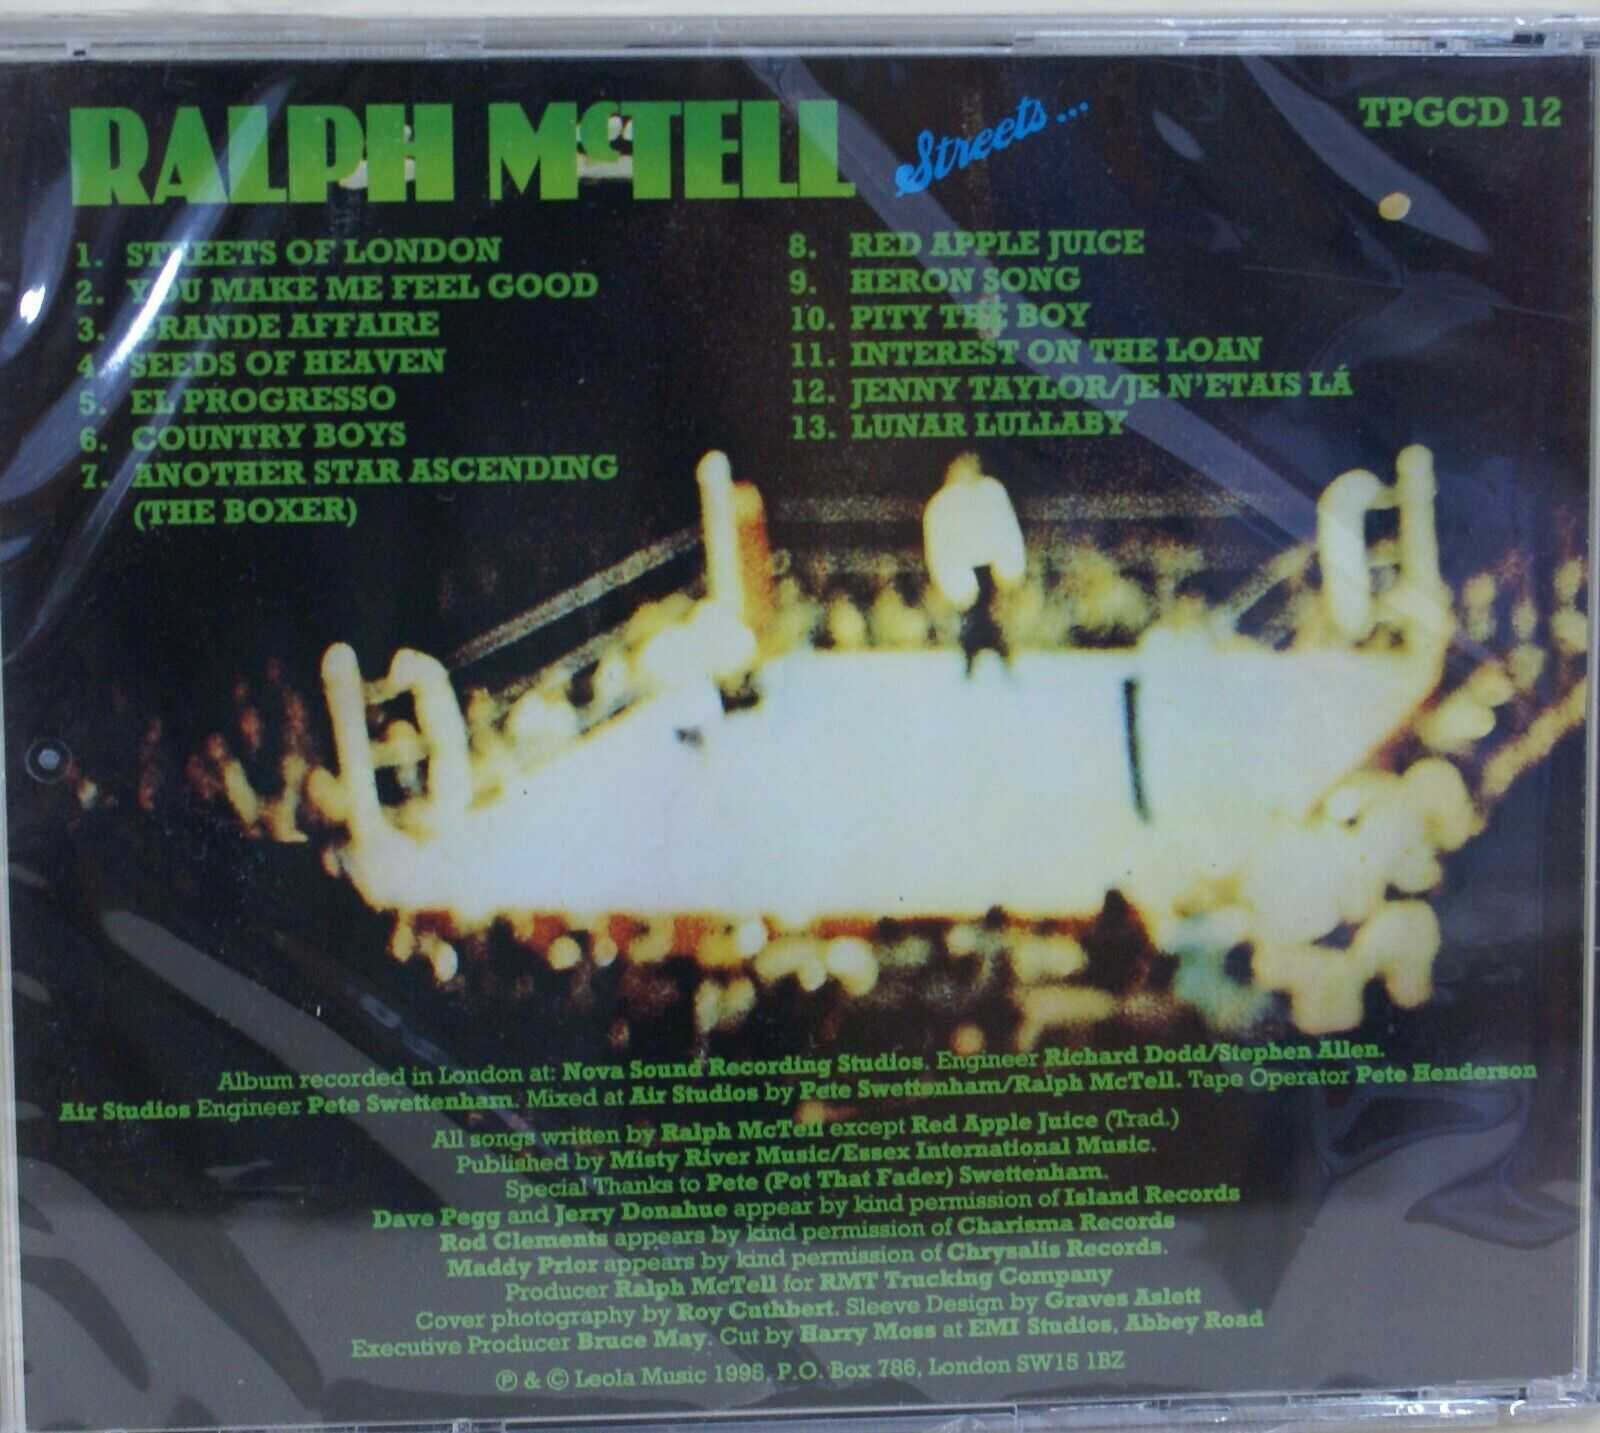 RALPH McTELL Streets...
TPGCD 12
1. STREETS OF LONDON
2. YOU MAKE ME FEEL GOOD
3. GRANDE AFFAIRE
4. SEEDS OF HEAVEN
5. EL PROGRESSO
6. COUNTRY BOYS
7. ANOTHER STAR ASCENDING
(THE BOXER)
8. RED APPLE JUICE
9. HERON SONG
10. PITY THE BOY
11. INTEREST ON THE LOAN
12. JENNY TAYLOR/JE N'ETAIS LÁ
13. LUNAR LULLABY
Album recorded in London at: Nova Sound Recording Studios. Engineer Richard Dodd/Stephen Allen.
Air Studios Engineer Pete Swettenham. Mixed at Air Studios by Pete Swettenham/Ralph McTell. Tape Operator Pete Henderson
All songs written by Ralph McTell except Red Apple Juice (Trad.)
Published by Misty River Music/Essex International Music.
Special Thanks to Pete (Pot That Fader) Swettenham.
Dave Pegg and Jerry Donahue appear by kind permission of Island Records
Rod Clements appears by kind permission of Charisma Records
Maddy Prior appears by kind permission of Chrysalis Records.
Producer Ralph McTell for RMT Trucking Company
Cover photography by Roy Cuthbert. Sleeve Design by Graves Aslett
Executive Producer Bruce May. Cut by Harry Moss at EMI Studios, Abbey Road
Ⓟ & © Leola Music 1995, P.O. Box 786, London SW15 1BZ